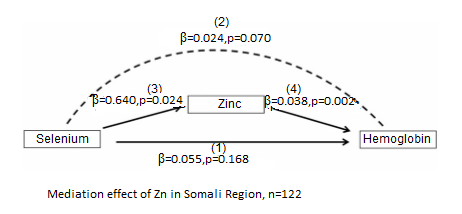 (2)
β=0.024,p=0.070
(3)
β=0.640,p=0.024
Zinc
(4)
β=0.038,p=0.002
Selenium
(1)
β=0.055,p=0.168
Hemoglobin
Mediation effect of Zn in Somali Region, n=122